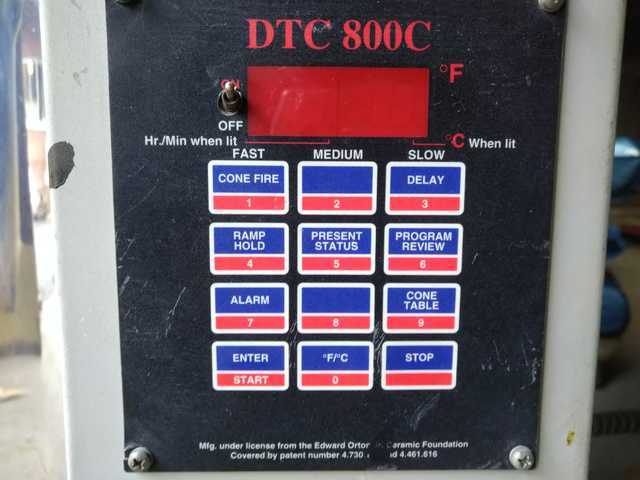 DTC 800C
°F
ON
OFF
Hr./Min when lit
°C When lit
FAST MEDIUM SLOW
CONE FIRE
1
2
DELAY
3
RAMP
HOLD
4
PRESENT
STATUS
5
PROGRAM
REVIEW
6
ALARM
7
8
CONE
TABLE
9
ENTER
START
°F/°C
0
STOP
Mfg. under license from the Edward Orton Ceramic Foundation
Covered by patent number 4.730 4.461.616